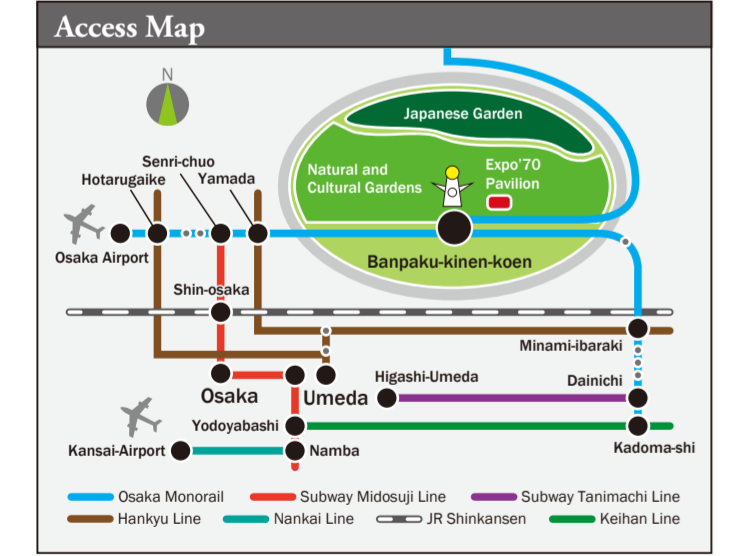 Access Map
N
Japanese Garden
Natural and
Cultural Gardens
Expo'70
Pavilion
Senri-chuo
Hotarugaike
Yamada
Osaka Airport
Banpaku-kinen-koen
Shin-osaka
Minami-ibaraki
Osaka
Umeda
Higashi-Umeda
Dainichi
Yodoyabashi
Kansai-Airport
Namba
Kadoma-shi
Osaka Monorail
Subway Midosuji Line
Subway Tanimachi Line
Hankyu Line
Nankai Line
JR Shinkansen
Keihan Line